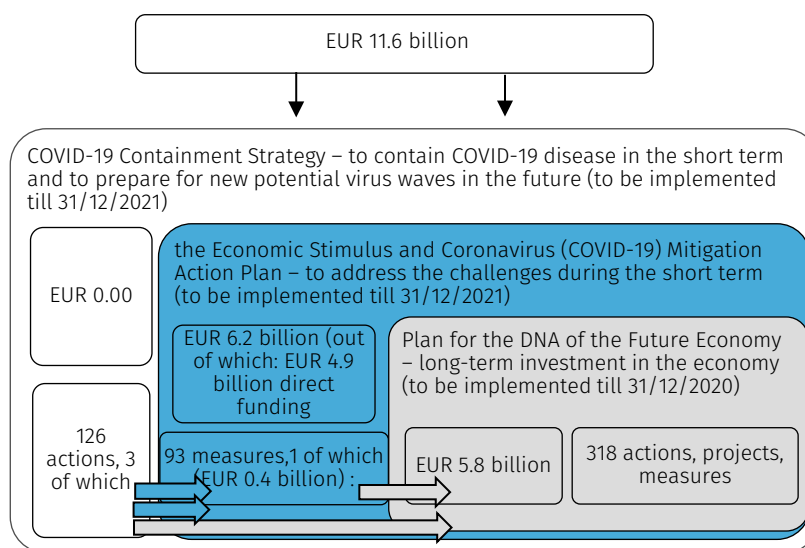 EUR 11.6 billion
COVID-19 Containment Strategy – to contain COVID-19 disease in the short term
and to prepare for new potential virus waves in the future (to be implemented
till 31/12/2021)
EUR 0.00
the Economic Stimulus and Coronavirus (COVID-19) Mitigation
Action Plan – to address the challenges during the short term
(to be implemented till 31/12/2021)
EUR 6.2 billion (out
of which: EUR 4.9
billion direct
funding
Plan for the DNA of the Future Economy
– long-term investment in the economy
(to be implemented till 31/12/2020)
126
actions, 3
of which
93 measures,1 of which
(EUR 0.4 billion) :
EUR 5.8 billion
318 actions, projects,
measures